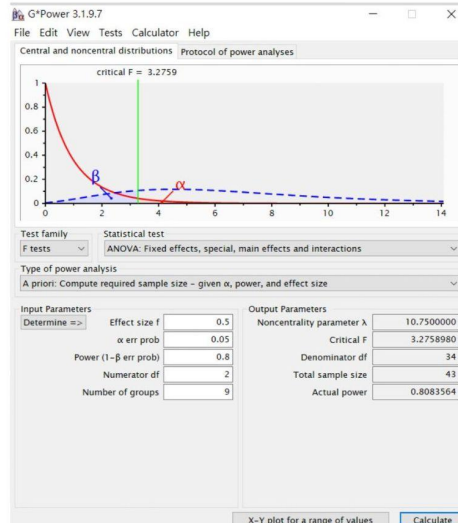 G*Power 3.1.9.7
File Edit View Tests Calculator Help
Central and noncentral distributions Protocol of power analyses
critical F = 3.2759
1
0.8
0.6
0.4
0.2
0
β
α
0 2 4 6 8 10 12 14
Test family Statistical test
F tests ANOVA: Fixed effects, special, main effects and interactions
Type of power analysis
A priori: Compute required sample size – given α, power, and effect size
Input Parameters Output Parameters
Determine => Effect size f 0.5 Noncentrality parameter λ 10.7500000
α err prob 0.05 Critical F 3.2758980
Power (1-β err prob) 0.8 Denominator df 34
Numerator df 2 Total sample size 43
Number of groups 9 Actual power 0.8083564
X-Y plot for a range of values Calculate